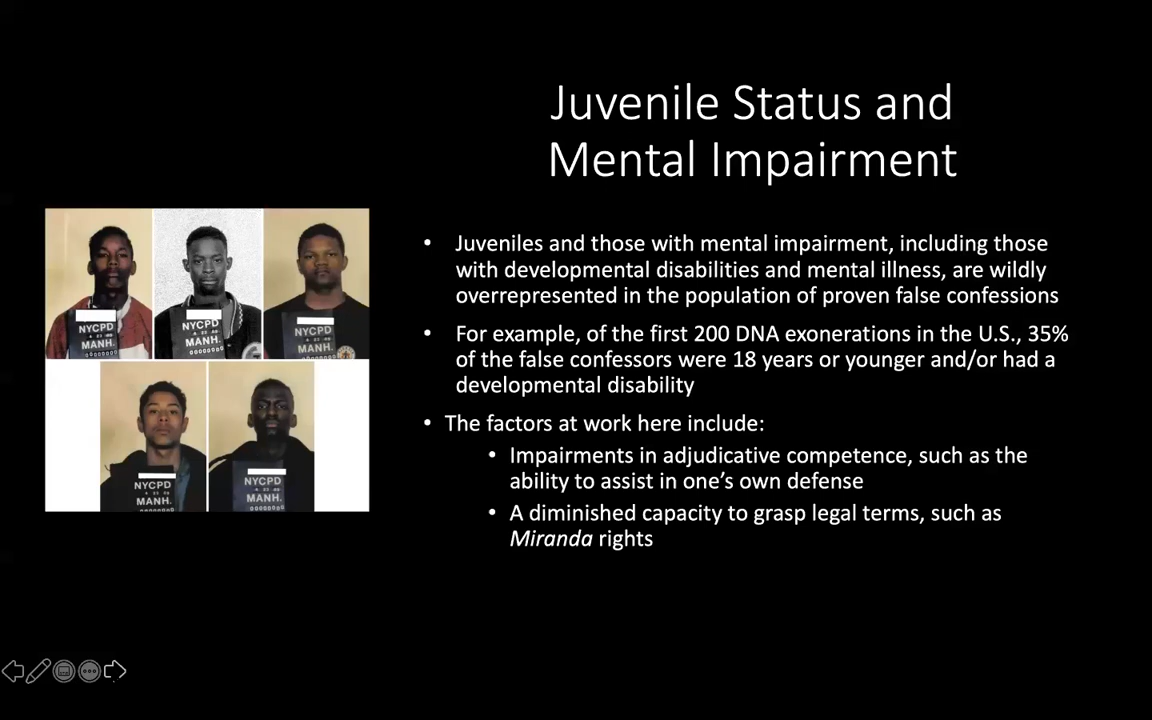 Juvenile Status and
Mental Impairment
• Juveniles and those with mental impairment, including those
with developmental disabilities and mental illness, are wildly
overrepresented in the population of proven false confessions
• For example, of the first 200 DNA exonerations in the U.S., 35%
of the false confessors were 18 years or younger and/or had a
developmental disability
• The factors at work here include:
• Impairments in adjudicative competence, such as the
ability to assist in one’s own defense
• A diminished capacity to grasp legal terms, such as
Miranda rights
NYCPD
MANH.
NYCPD
MANH.
NYCPD
MANH.
NYCPD
MANH.
NYCPD
MANH.